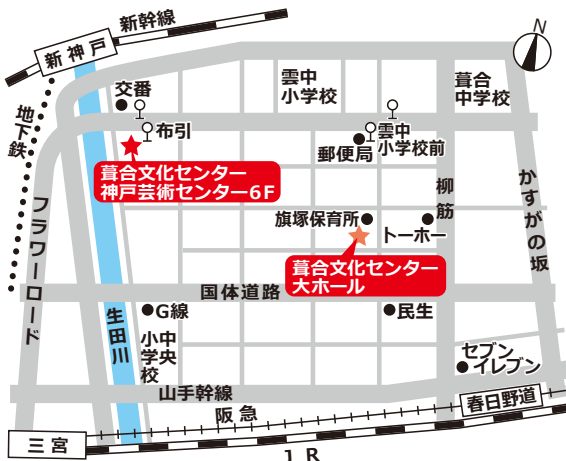 新幹線
新神戸
N
地下鉄
交番
布引
雲中
小学校
葺合
中学校
雲中
小学校前
郵便局
葺合文化センター
神戸芸術センター6F
柳筋
フラワーロード
かすがの坂
旗塚保育所
トーホー
葺合文化センター
大ホール
国体道路
生田川
G線
民生
中央
小学校
セブン
イレブン
山手幹線
阪急
春日野道
三宮
J R